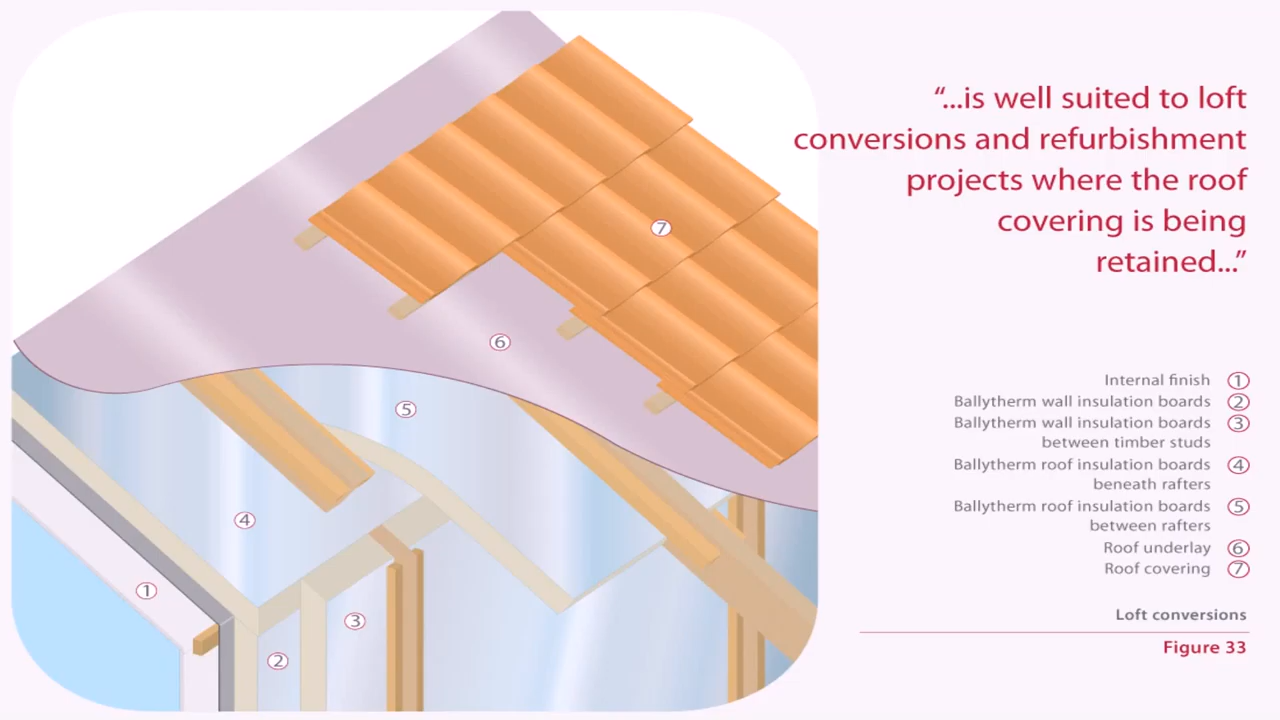 “...is well suited to loft
conversions and refurbishment
projects where the roof
covering is being
retained...”
Internal finish 1
Ballytherm wall insulation boards 2
Ballytherm wall insulation boards 3
between timber studs
Ballytherm roof insulation boards 4
beneath rafters
Ballytherm roof insulation boards 5
between rafters
Roof underlay 6
Roof covering 7
Loft conversions
Figure 33
7
6
5
4
1
3
2